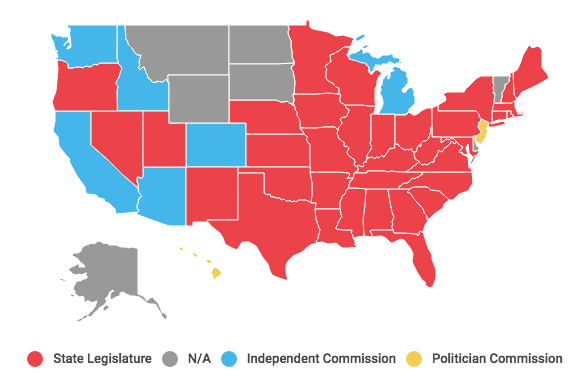 State Legislature N/A Independent Commission Politician Commission